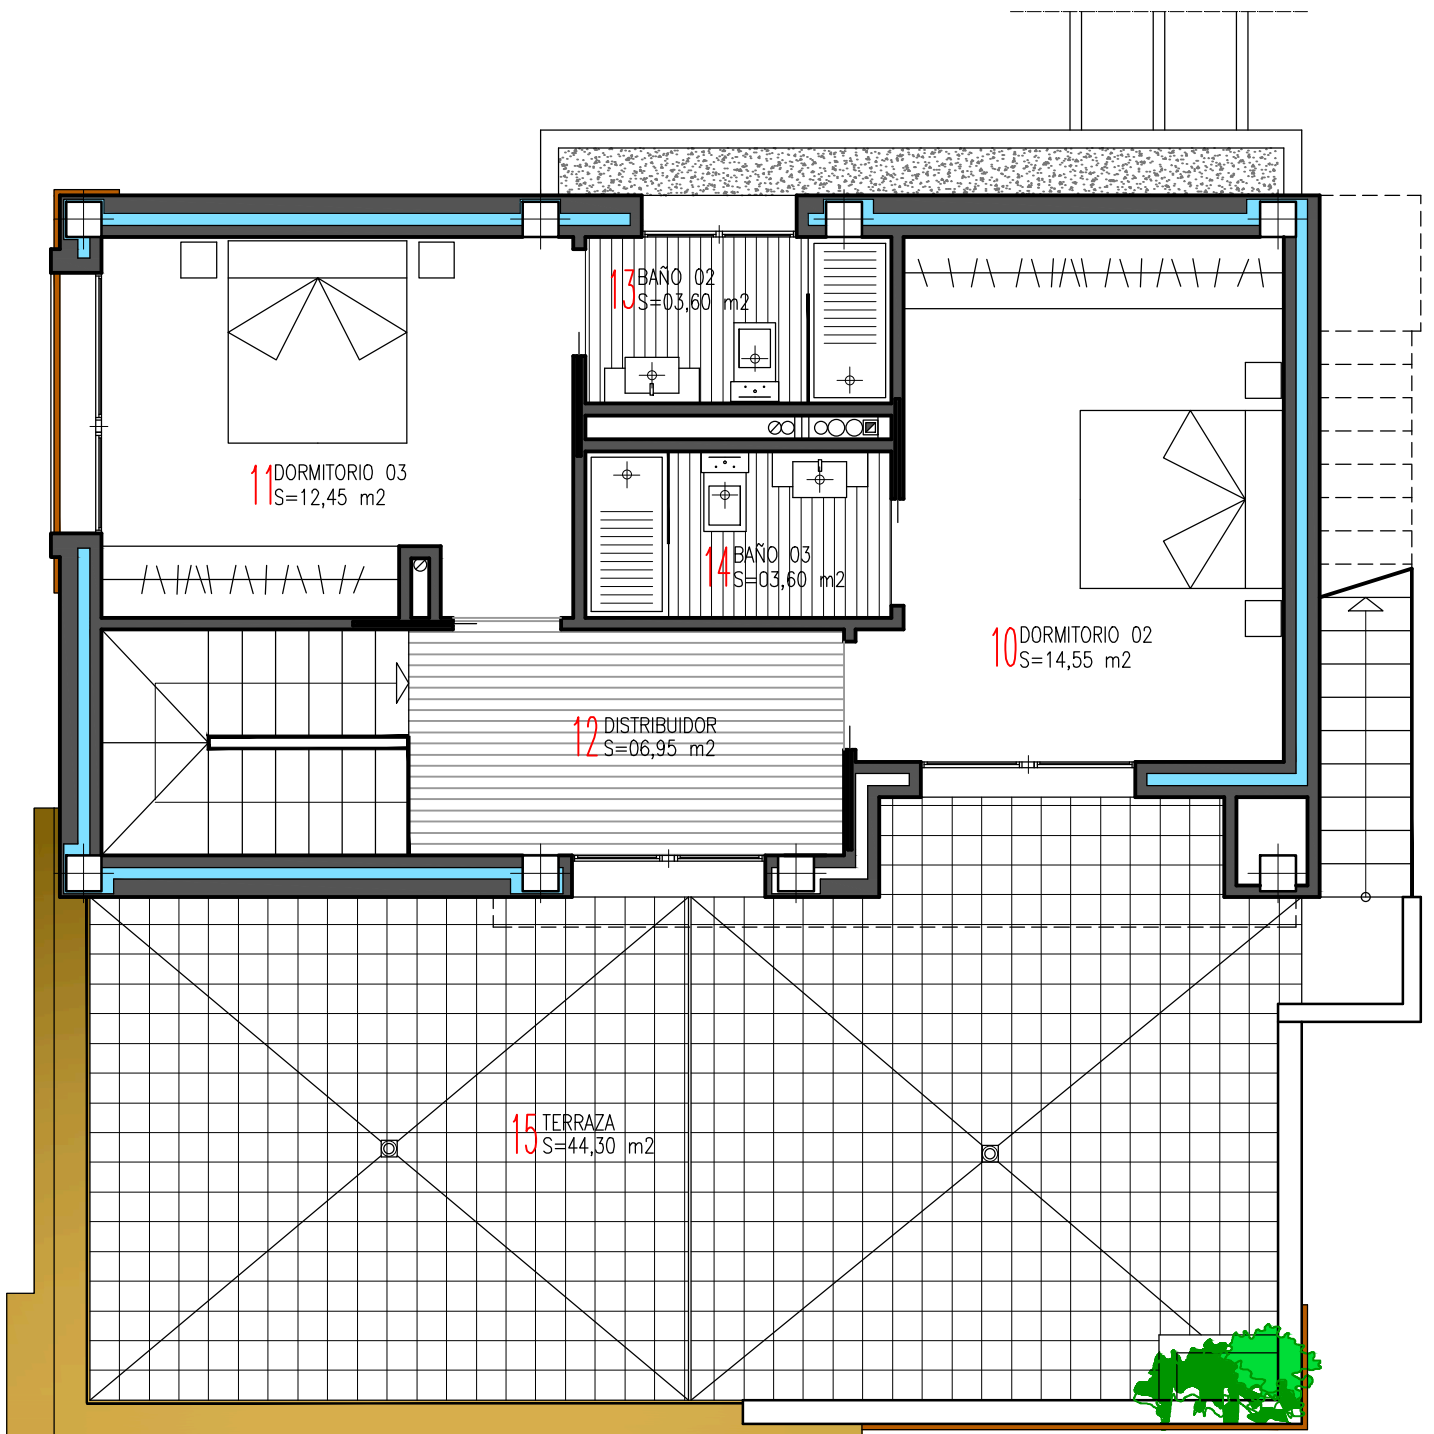 13 BAÑO 02
S=03,60 m2
11 DORMITORIO 03
S=12,45 m2
14 BAÑO 03
S=03,60 m2
10 DORMITORIO 02
S=14,55 m2
12 DISTRIBUIDOR
S=06,95 m2
15 TERRAZA
S=44,30 m2